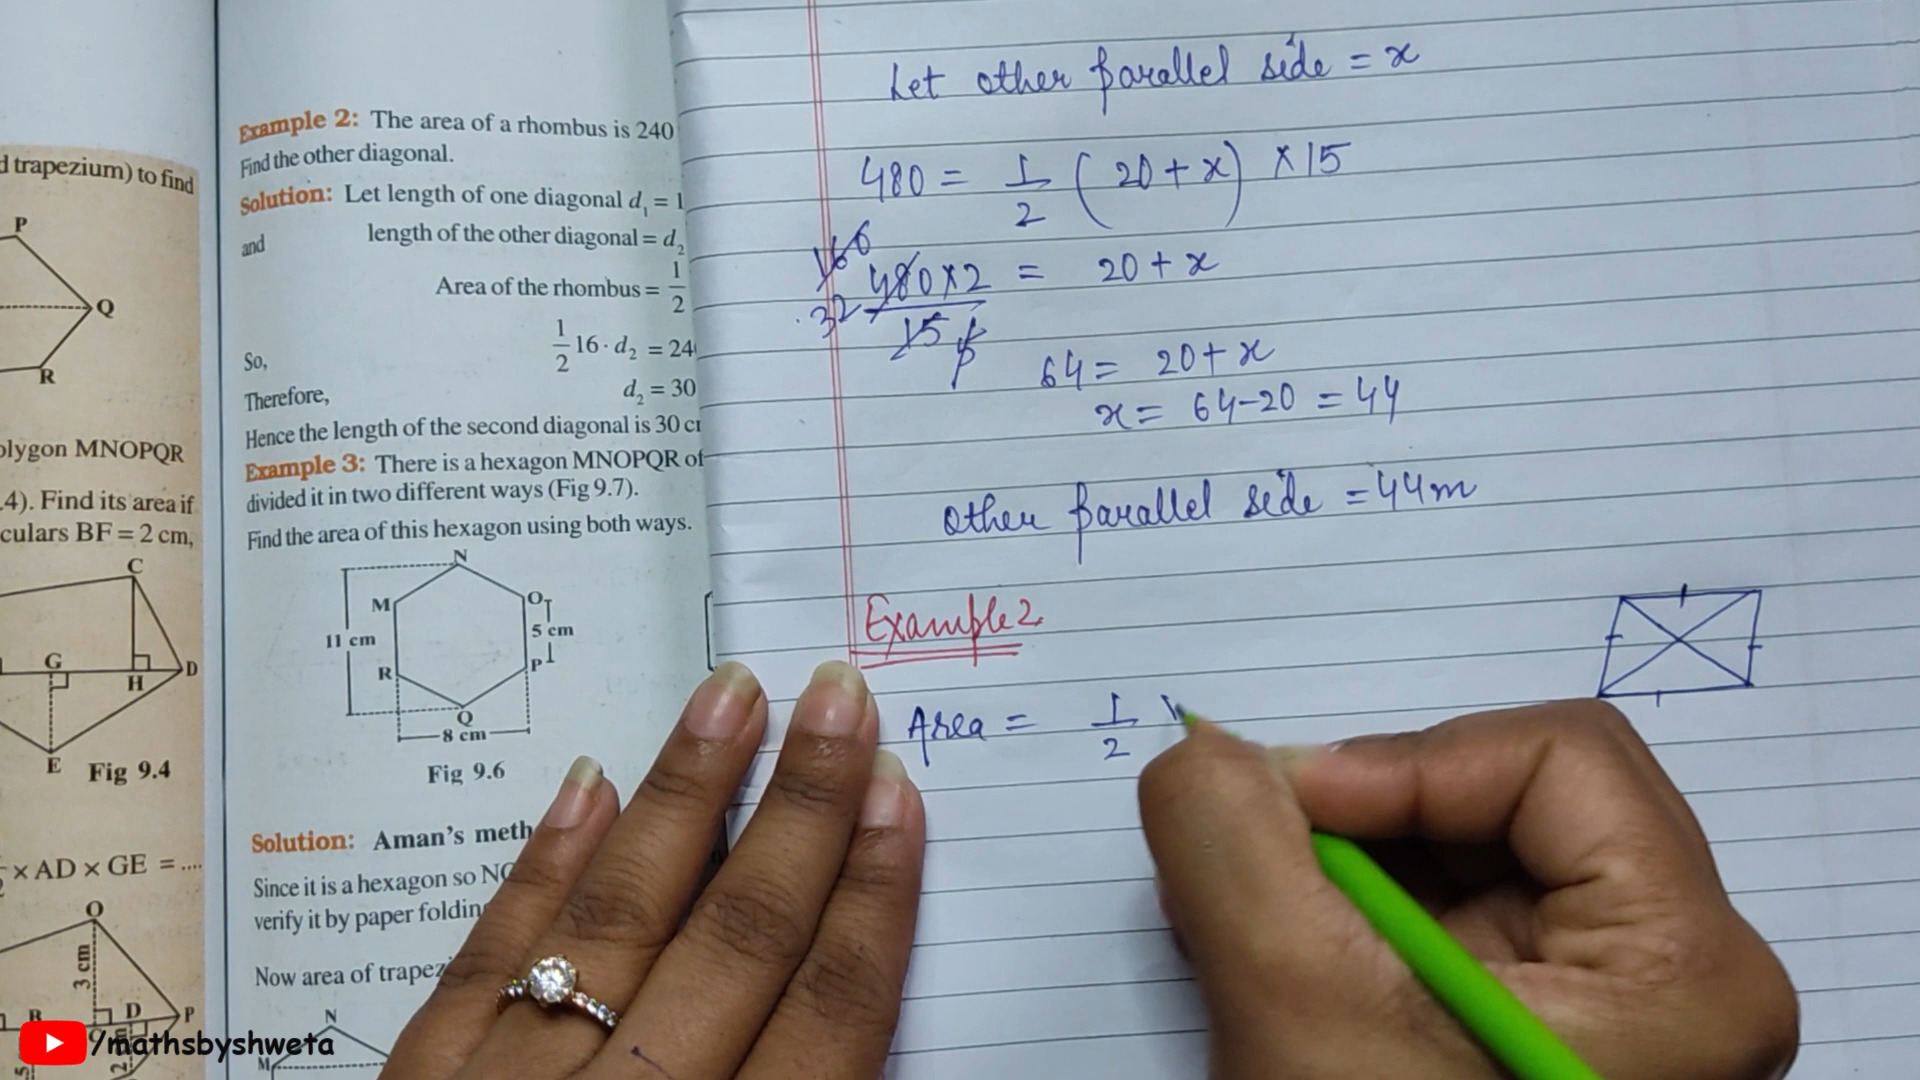 d trapezium) to find
P
Q
R
olygon MNOPQR
.4). Find its area if
culars BF = 2 cm,
C
G
H
D
E
Fig 9.4
× AD × GE = ....
O
3 cm
B
D
P
Example 2: The area of a rhombus is 240
Find the other diagonal.
Solution: Let length of one diagonal d₁ = 1
and length of the other diagonal = d₂
Area of the rhombus = 1/2
So, 1/2 16 · d₂ = 24
Therefore, d₂ = 30
Hence the length of the second diagonal is 30 c
Example 3: There is a hexagon MNOPQR of
divided it in two different ways (Fig 9.7).
Find the area of this hexagon using both ways.
N
M
O
11 cm
5 cm
R
P
Q
8 cm
Fig 9.6
Solution: Aman's meth
Since it is a hexagon so N
verify it by paper foldin
Now area of trapez
N
M
/mathsbyshweta
Let other parallel side = x
480 = 1/2 (20 + x) × 15
480 × 2 / 15 = 20 + x
32
64 = 20 + x
x = 64 - 20 = 44
Other parallel side = 44m
Example 2.
Area = 1/2